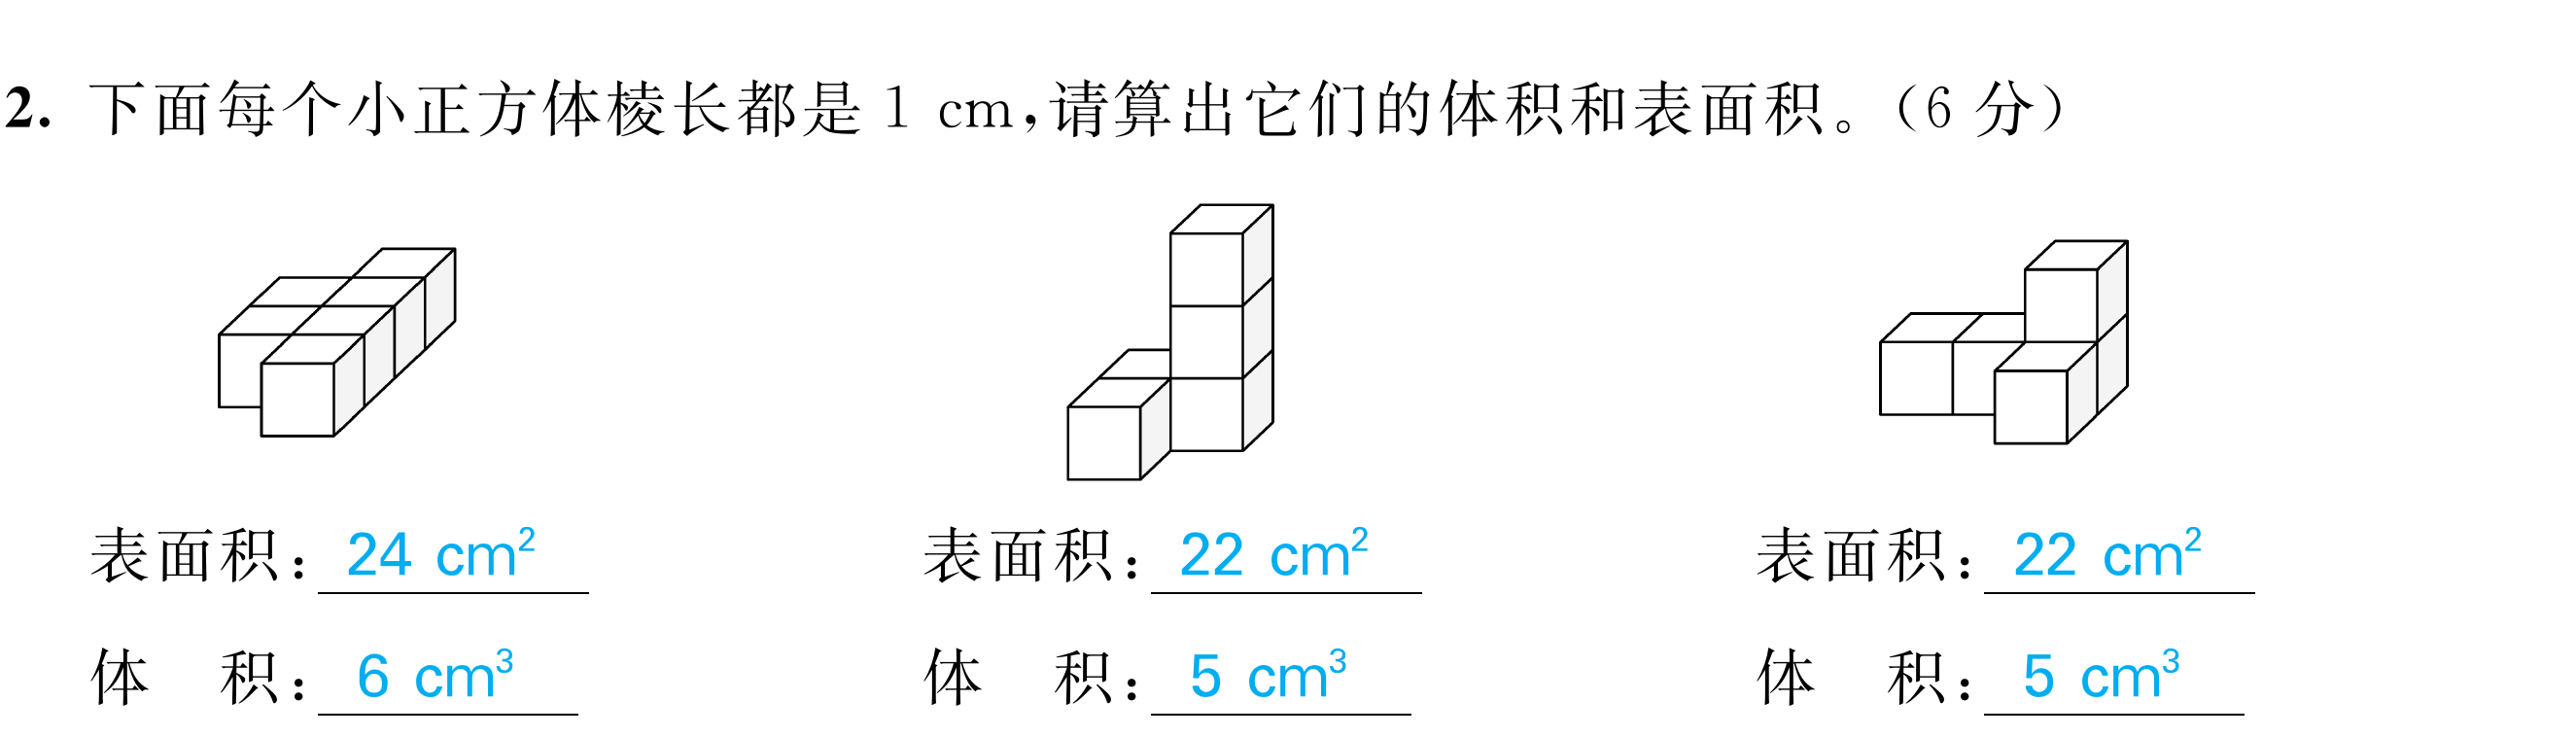 2. 下面每个小正方体棱长都是 1 cm,请算出它们的体积和表面积。(6 分)
表面积: 24 cm² 表面积: 22 cm² 表面积: 22 cm²
体 积: 6 cm³ 体 积: 5 cm³ 体 积: 5 cm³